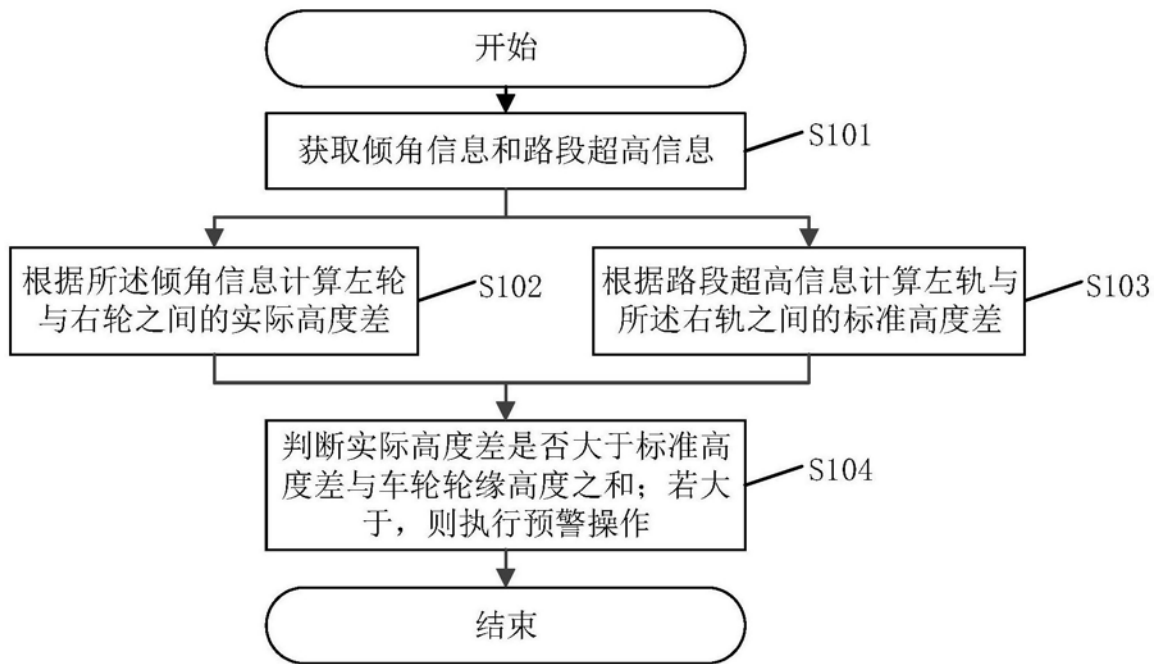 开始
获取倾角信息和路段超高信息
S101
根据所述倾角信息计算左轮
与右轮之间的实际高度差
S102
根据路段超高信息计算左轨与
所述右轨之间的标准高度差
S103
判断实际高度差是否大于标准高
度差与车轮轮缘高度之和；若大
于，则执行预警操作
S104
结束